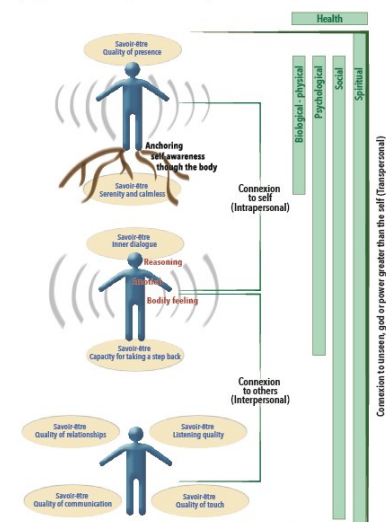 Health
Savoir-être
Quality of presence
Biological - physical
Psychological
Social
Spiritual
Anchoring
self-awareness
though the body
Savoir-être
Serenity and calmless
Connexion
to self
(Intrapersonal)
Connexion to unseen, god or power greater than the self (Transpersonal)
Savoir-être
Inner dialogue
Reasoning
Emotion
Bodily feeling
Savoir-être
Capacity for taking a step back
Connexion
to others
(Interpersonal)
Savoir-être
Quality of relationships
Savoir-être
Listening quality
Savoir-être
Quality of communication
Savoir-être
Quality of touch